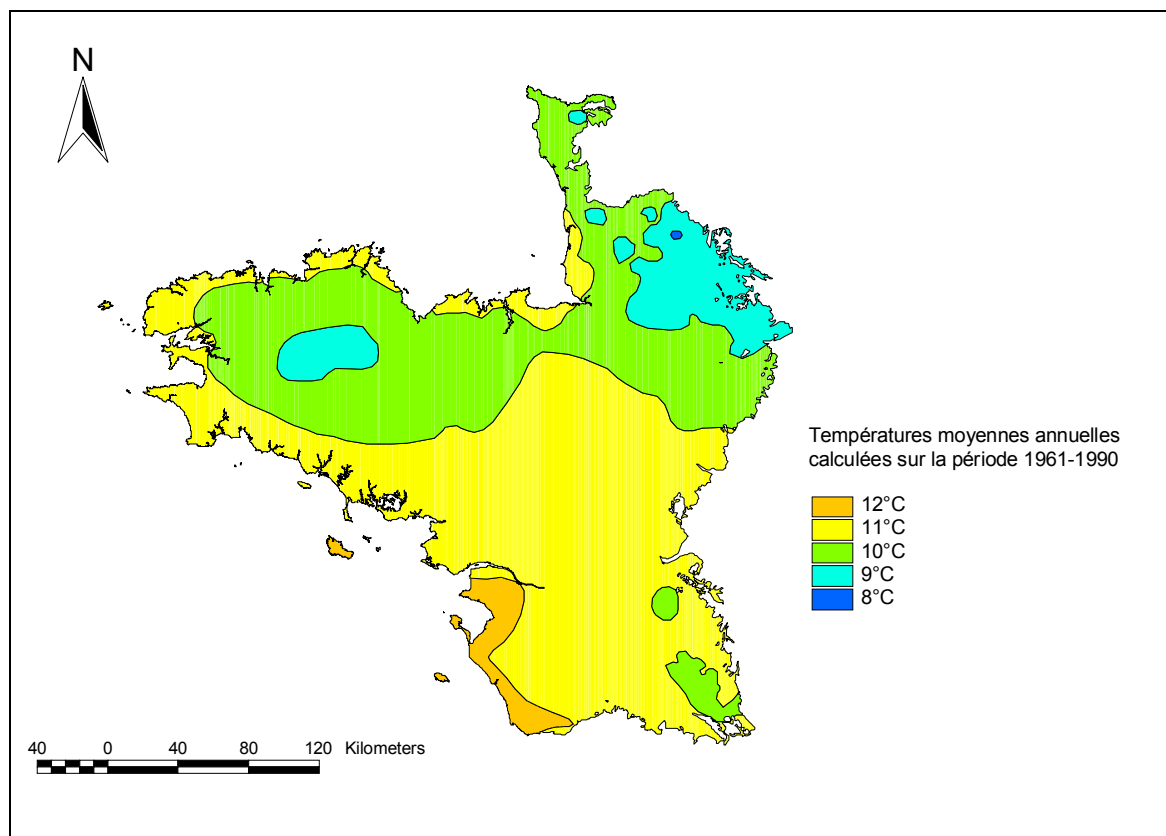 N
Températures moyennes annuelles
calculées sur la période 1961-1990
12°C
11°C
10°C
9°C
8°C
40 0 40 80 120 Kilometers